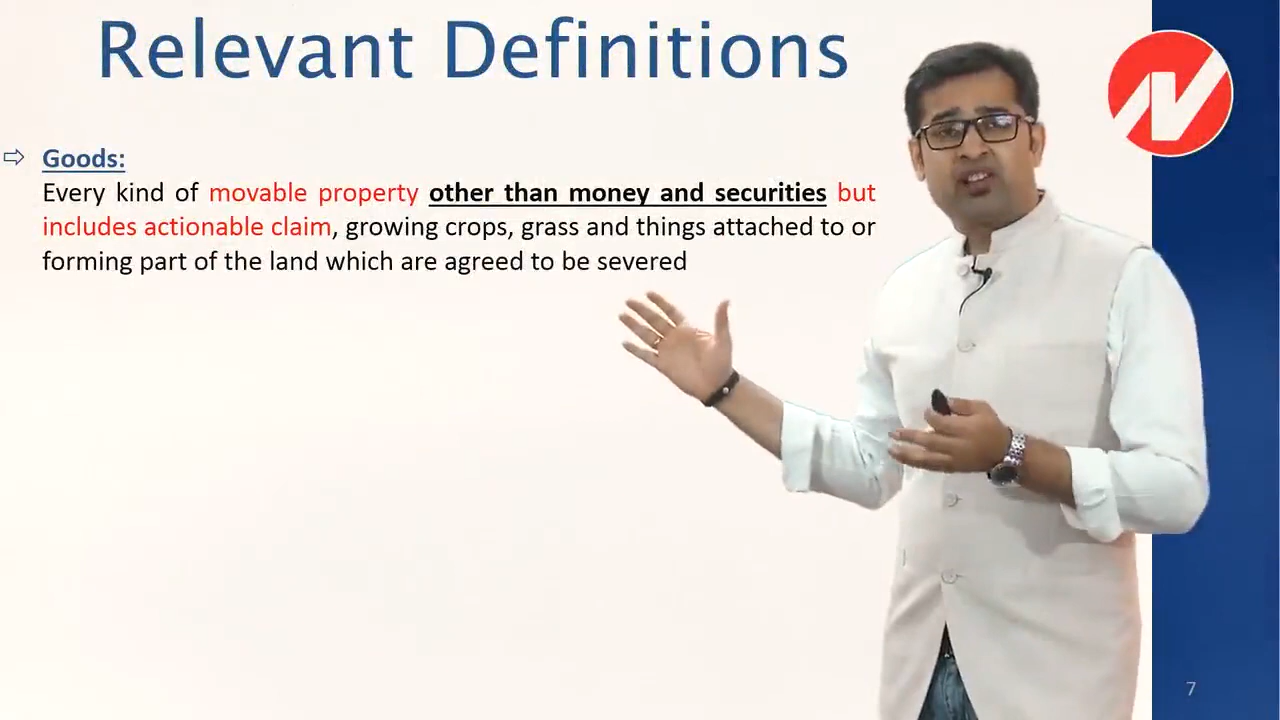 Relevant Definitions
⇨ Goods:
Every kind of movable property other than money and securities but
includes actionable claim, growing crops, grass and things attached to or
forming part of the land which are agreed to be severed
7